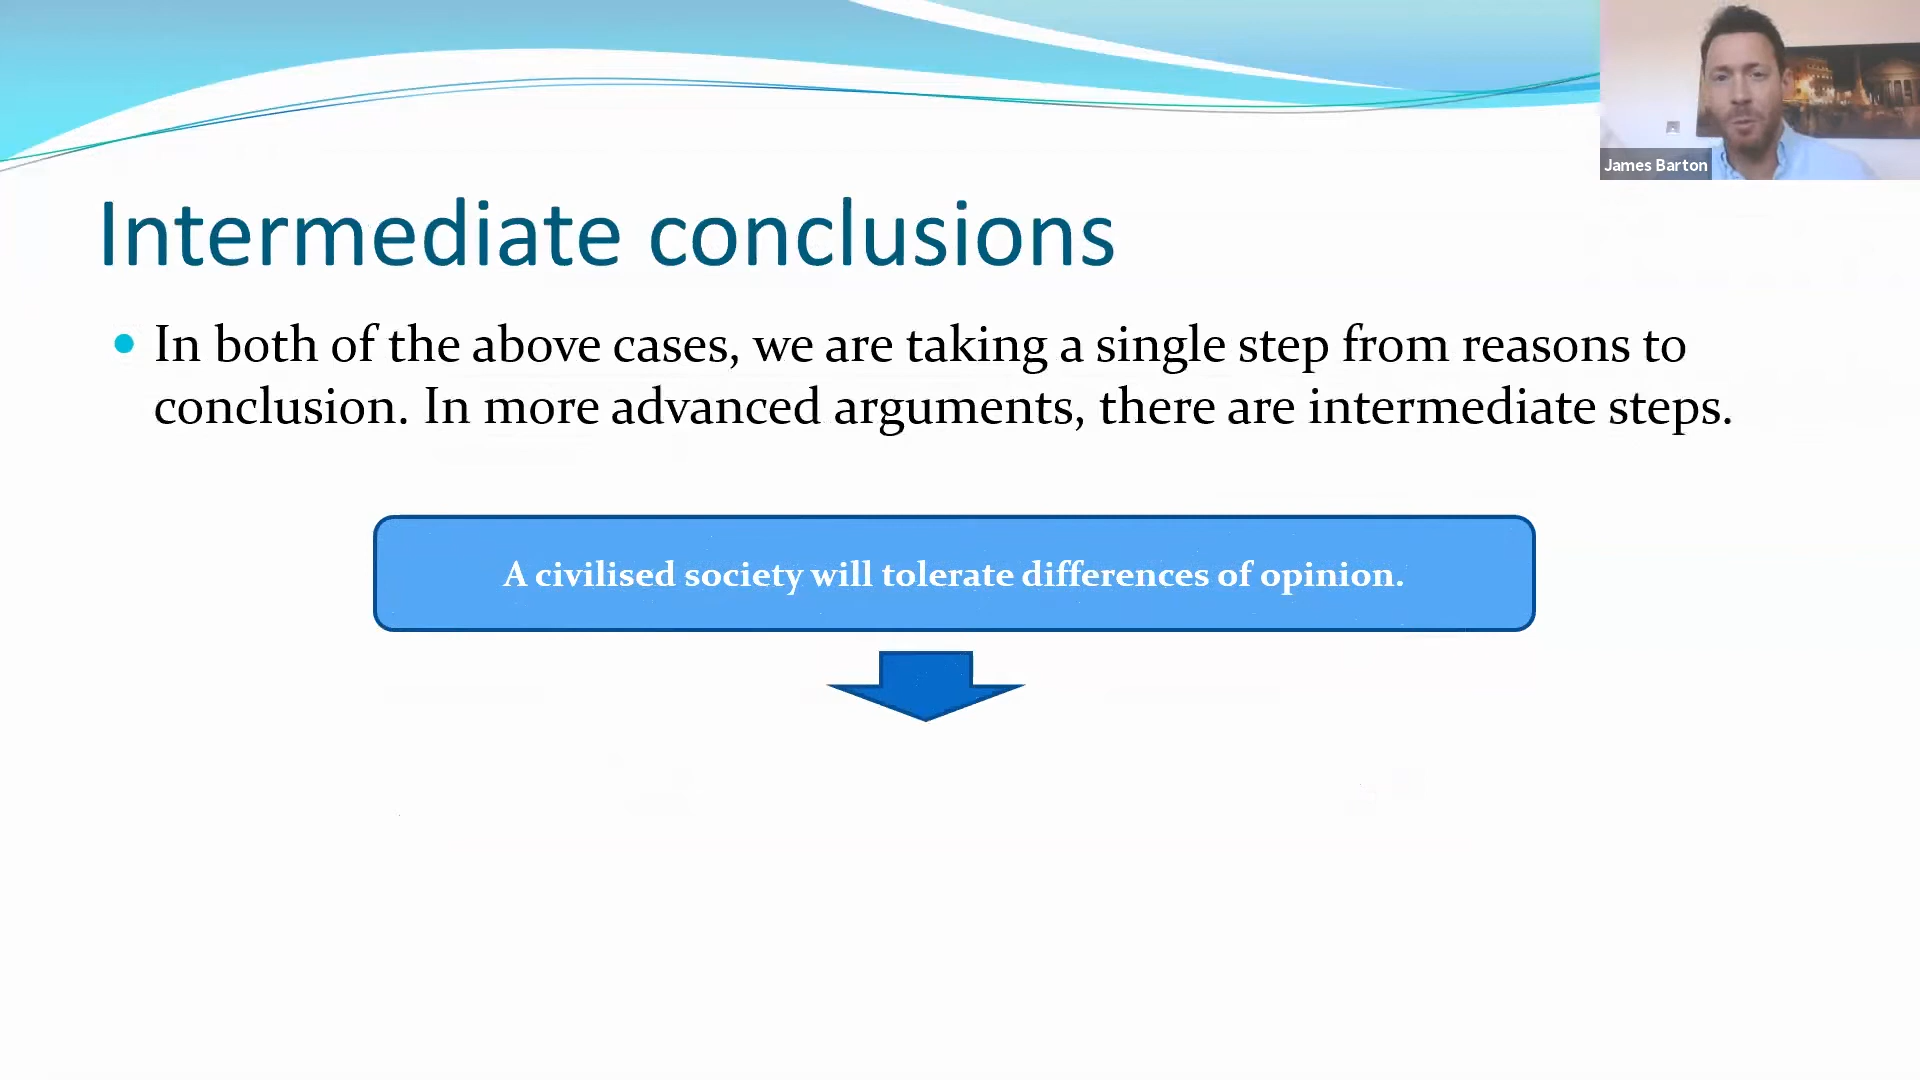 James Barton
Intermediate conclusions
In both of the above cases, we are taking a single step from reasons to
conclusion. In more advanced arguments, there are intermediate steps.
A civilised society will tolerate differences of opinion.